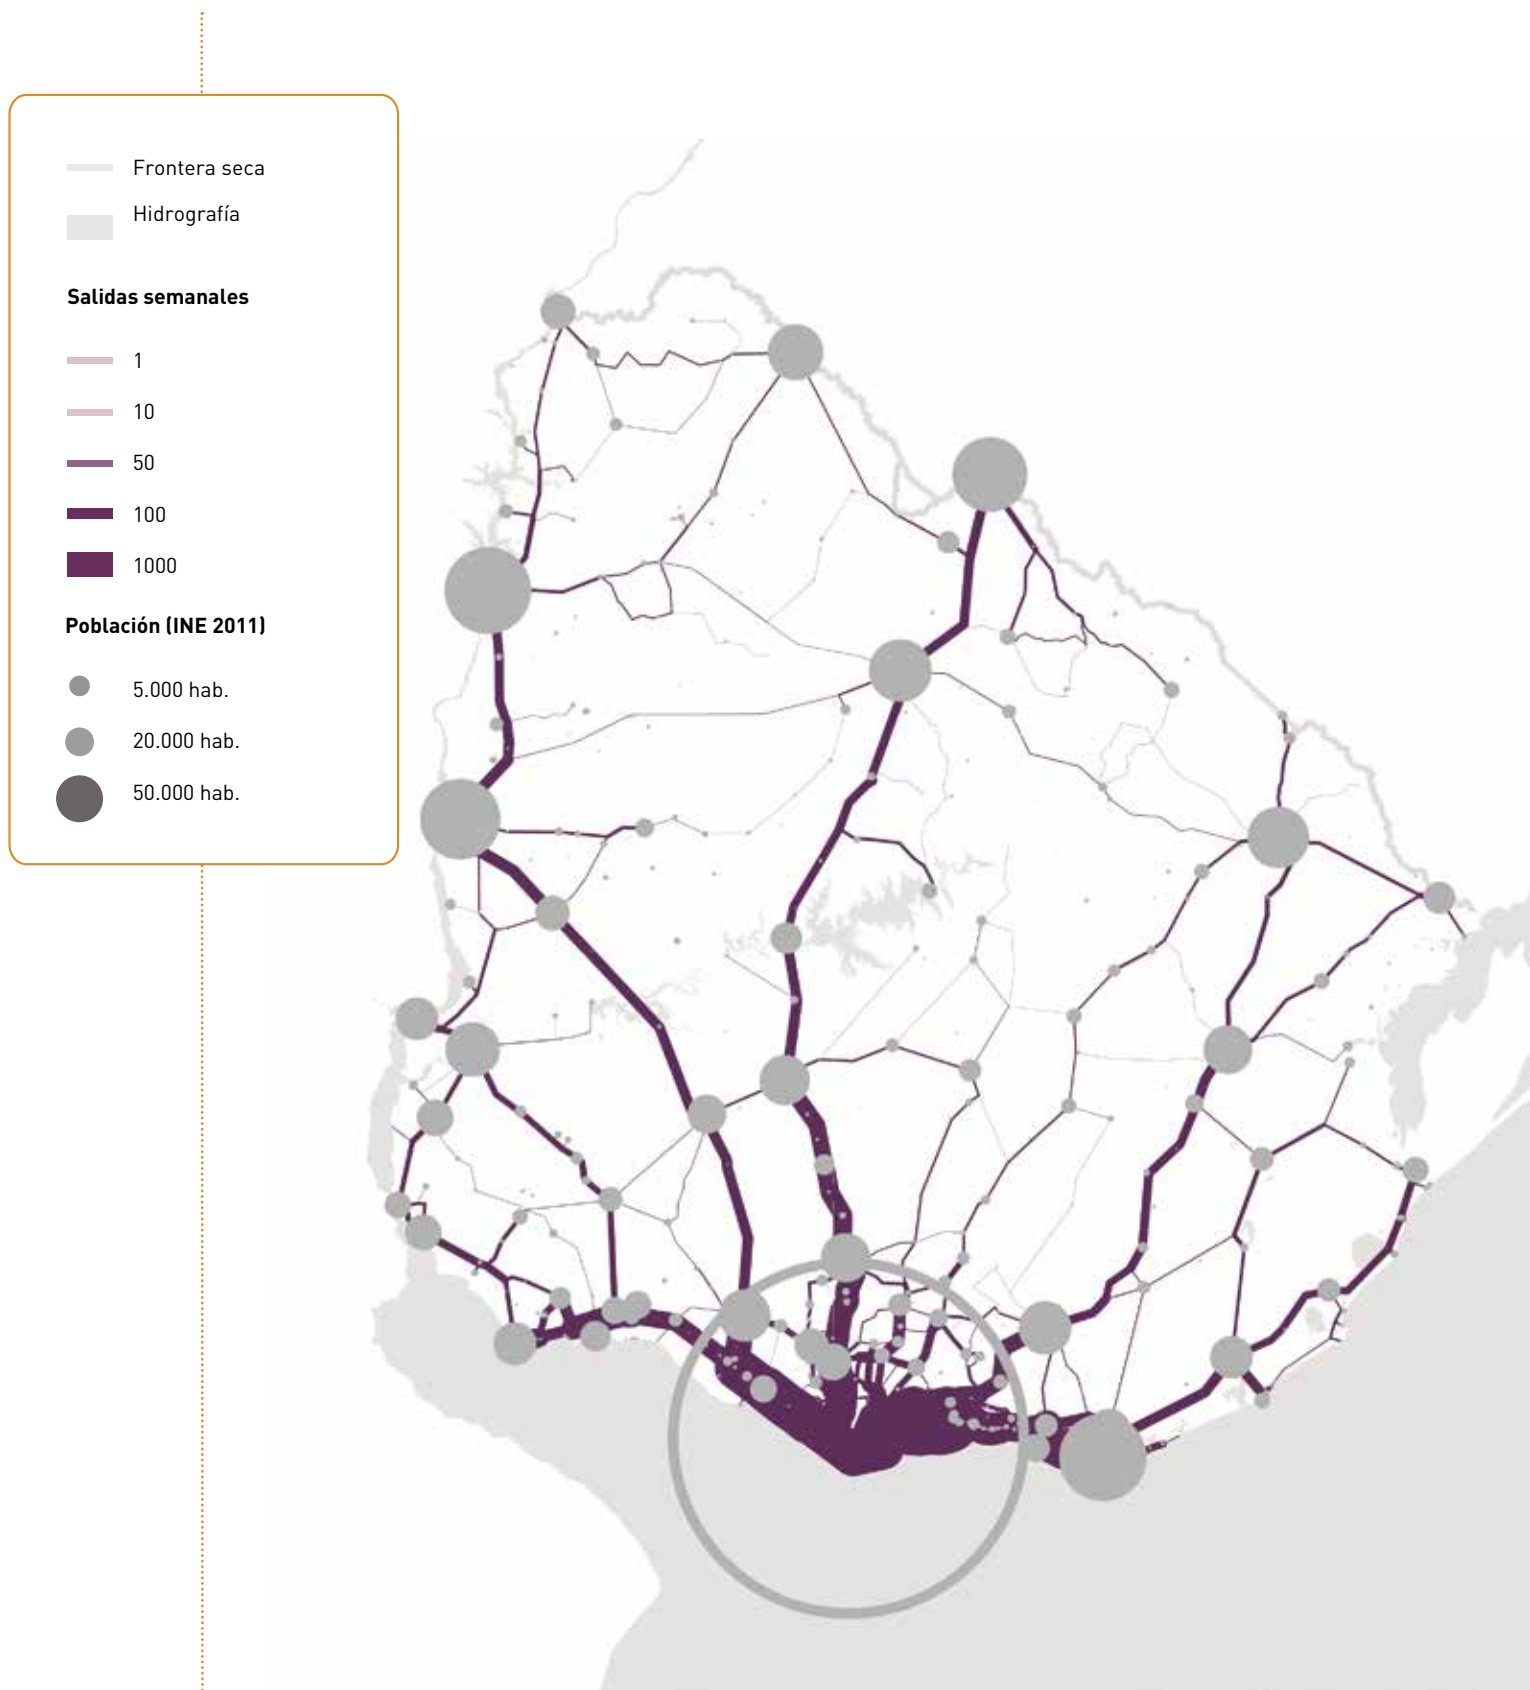 Frontera seca
Hidrografía
Salidas semanales
1
10
50
100
1000
Población (INE 2011)
5.000 hab.
20.000 hab.
50.000 hab.